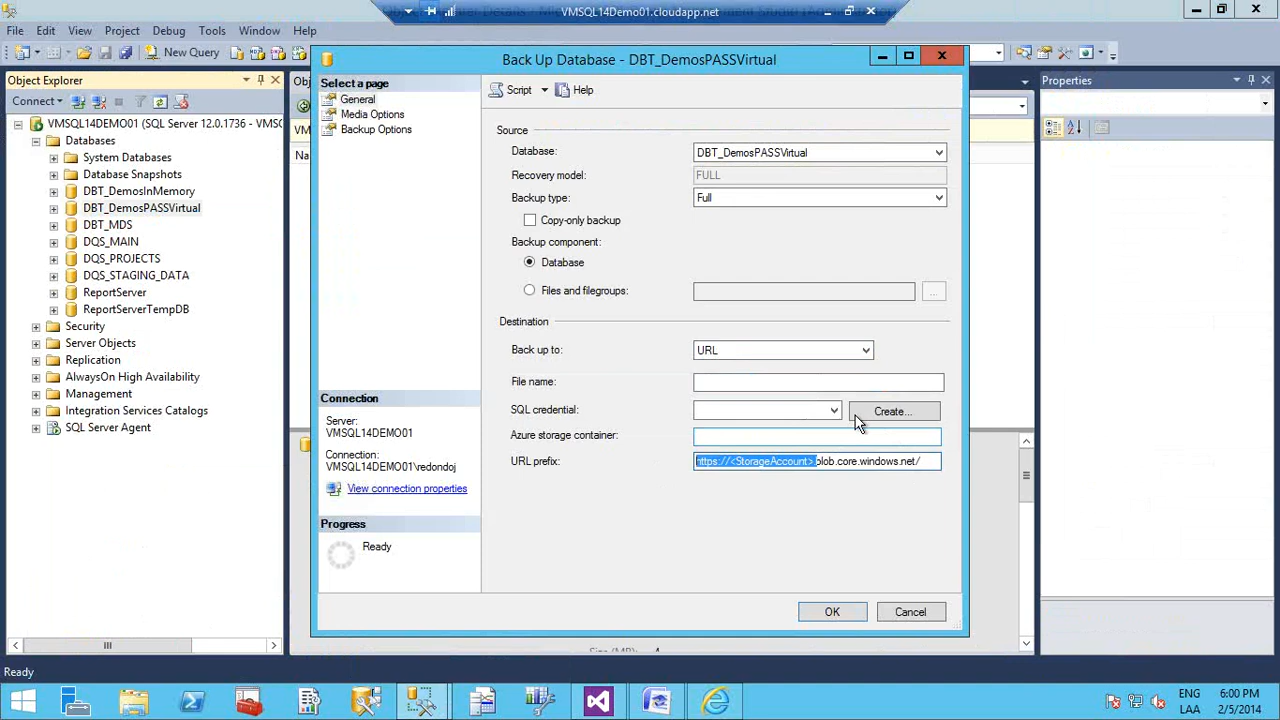 VMSQL14Demo01.cloudapp.net
File Edit View Project Debug Tools Window Help
New Query
Object Explorer
Connect
VMSQL14DEMO01 (SQL Server 12.0.1736 - VMSQ
Databases
System Databases
Database Snapshots
DBT_DemosInMemory
DBT_DemosPASSVirtual
DBT_MDS
DQS_MAIN
DQS_PROJECTS
DQS_STAGING_DATA
ReportServer
ReportServerTempDB
Security
Server Objects
Replication
AlwaysOn High Availability
Management
Integration Services Catalogs
SQL Server Agent
Back Up Database - DBT_DemosPASSVirtual
Select a page
General
Media Options
Backup Options
Connection
Server:
VMSQL14DEMO01
Connection:
VMSQL14DEMO01\redondoj
View connection properties
Progress
Ready
Script Help
Source
Database: DBT_DemosPASSVirtual
Recovery model: FULL
Backup type: Full
Copy-only backup
Backup component:
Database
Files and filegroups: ...
Destination
Back up to: URL
File name:
SQL credential: Create...
Azure storage container:
URL prefix: https://<StorageAccount>.blob.core.windows.net/
OK Cancel
Properties
Ready
ENG
LAA
6:00 PM
2/5/2014